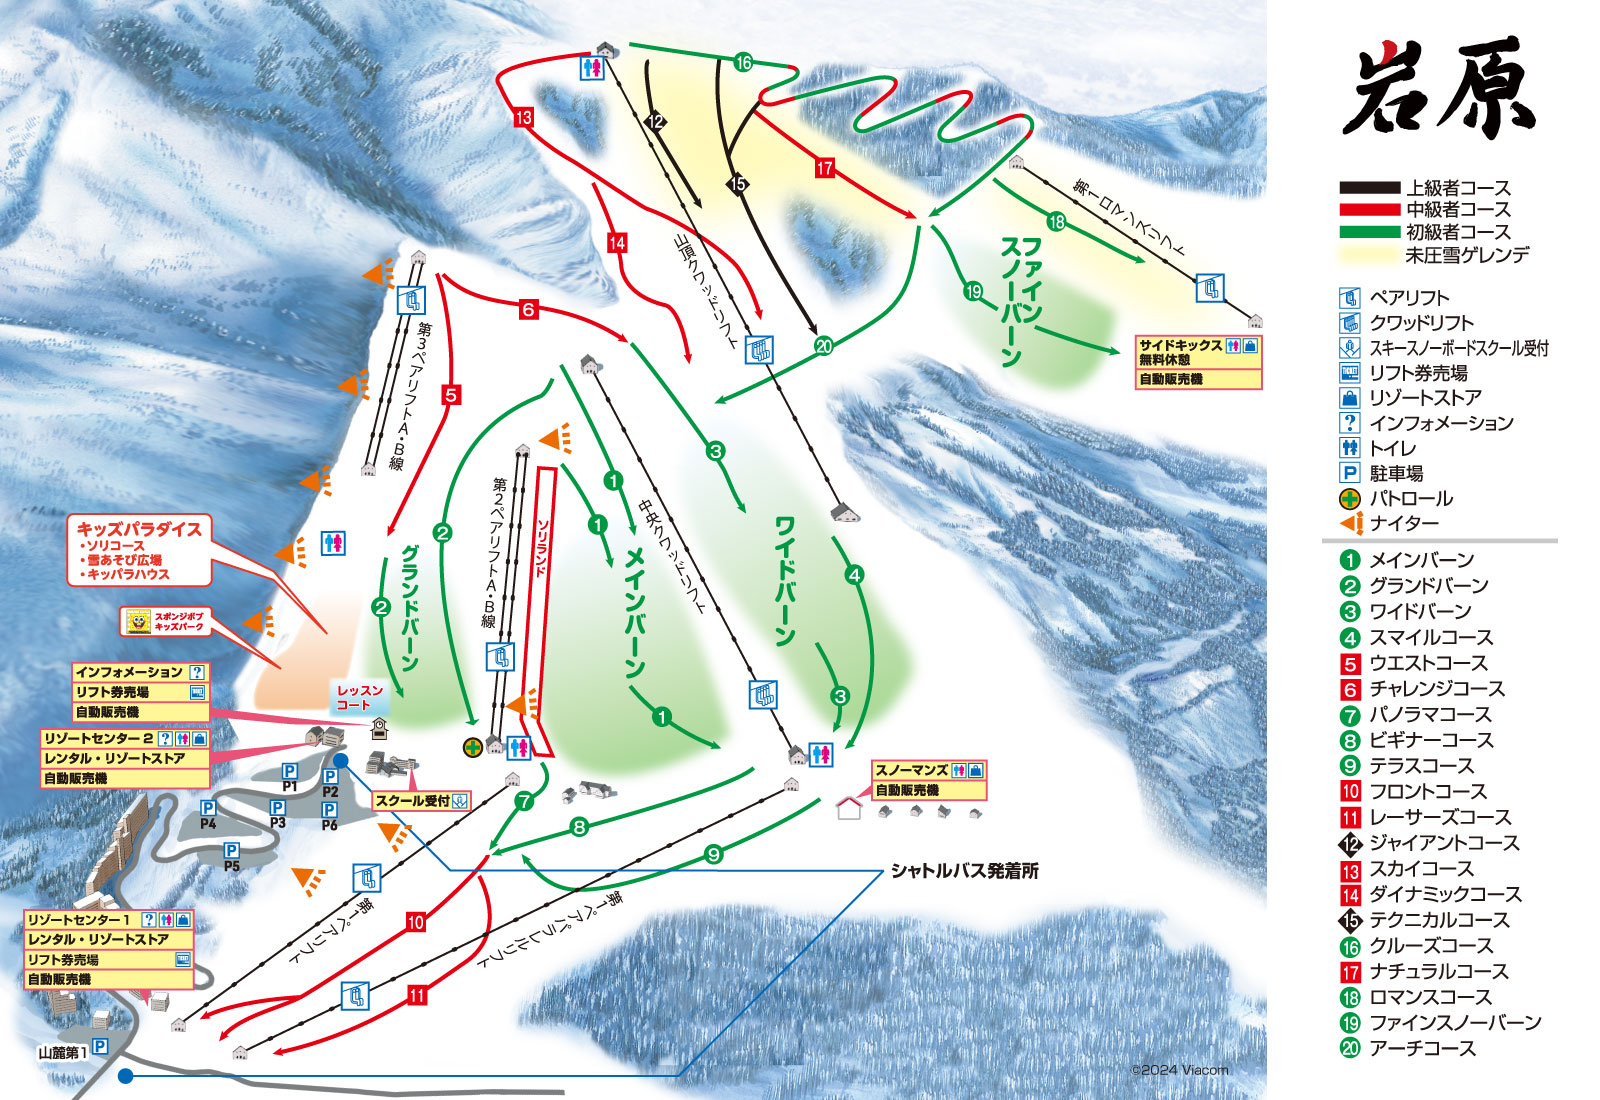 岩原
上級者コース
中級者コース
初級者コース
未圧雪ゲレンデ
ペアリフト
クワッドリフト
スキースノーボードスクール受付
リフト券売場
リゾートストア
インフォメーション
トイレ
P 駐車場
パトロール
ナイター
1 メインバーン
2 グランドバーン
3 ワイドバーン
4 スマイルコース
5 ウエストコース
6 チャレンジコース
7 パノラマコース
8 ビギナーコース
9 テラスコース
10 フロントコース
11 レーサーズコース
12 ジャイアントコース
13 スカイコース
14 ダイナミックコース
15 テクニカルコース
16 クルーズコース
17 ナチュラルコース
18 ロマンスコース
19 ファインスノーバーン
20 アーチコース
16
12
13
15
17
18
14
19
20
第1ロマンスリフト
山頂クワッドリフト
ファイン
スノーバーン
サイドキックス
無料休憩
自動販売機
6
5
第3ペアリフトA・B線
3
1
2
1
第2ペアリフトA・B線
ソリランド
中央クワッドリフト
キッズパラダイス
・ソリコース
・雪あそび広場
・キッパラハウス
スポンジボブ
キッズパーク
グランドバーン
メインバーン
ワイドバーン
4
2
3
1
インフォメーション ?
リフト券売場
自動販売機
レッスン
コート
リゾートセンター2 ?
レンタル・リゾートストア
自動販売機
スクール受付
P P1
P P2
P P3
P P4
P P5
P P6
スノーマンズ
自動販売機
7
8
9
シャトルバス発着所
10
11
第1ペアリフト
第1ペアパラレルリフト
リゾートセンター1 ?
レンタル・リゾートストア
リフト券売場
自動販売機
山麓第1 P
©2024 Viacom